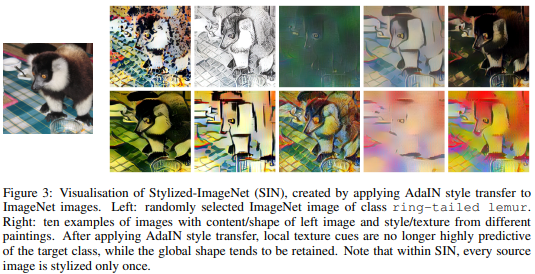 Figure 3: Visualisation of Stylized-ImageNet (SIN), created by applying AdaIN style transfer to
ImageNet images. Left: randomly selected ImageNet image of class ring-tailed lemur.
Right: ten examples of images with content/shape of left image and style/texture from different
paintings. After applying AdaIN style transfer, local texture cues are no longer highly predictive
of the target class, while the global shape tends to be retained. Note that within SIN, every source
image is stylized only once.